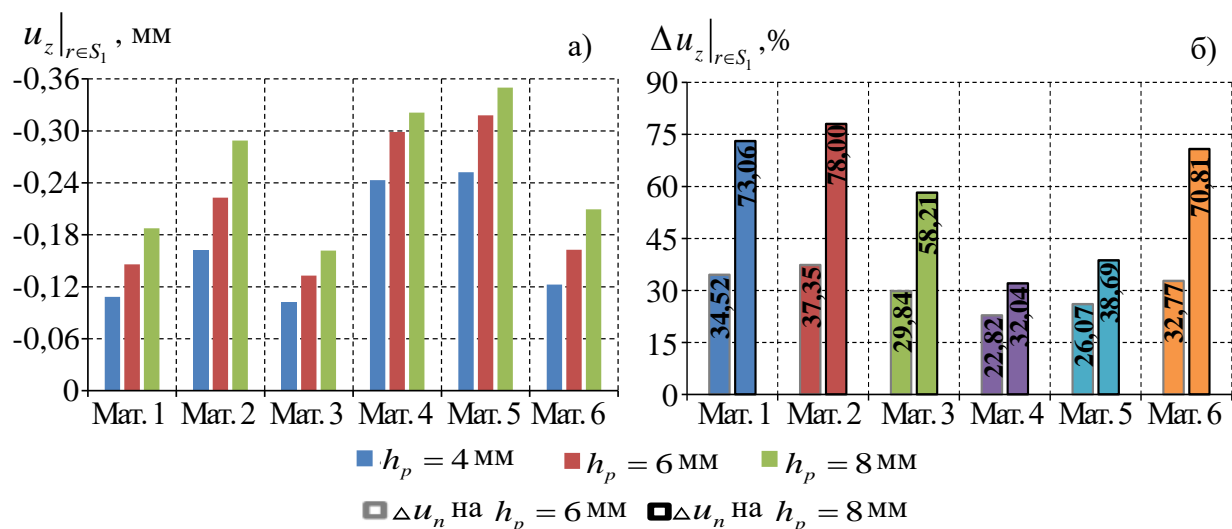 u_z|_{r∈S_1}, мм
а)
-0,36
-0,30
-0,24
-0,18
-0,12
-0,06
0
Мат. 1 Мат. 2 Мат. 3 Мат. 4 Мат. 5 Мат. 6
Δu_z|_{r∈S_1},%
б)
90
75
60
45
30
15
0
34,52 73,06 37,35 78,00 29,84 58,21 22,82 32,04 26,07 38,69 32,77 70,81
Мат. 1 Мат. 2 Мат. 3 Мат. 4 Мат. 5 Мат. 6
h_p = 4 мм h_p = 6 мм h_p = 8 мм
Δu_n на h_p = 6 мм Δu_n на h_p = 8 мм